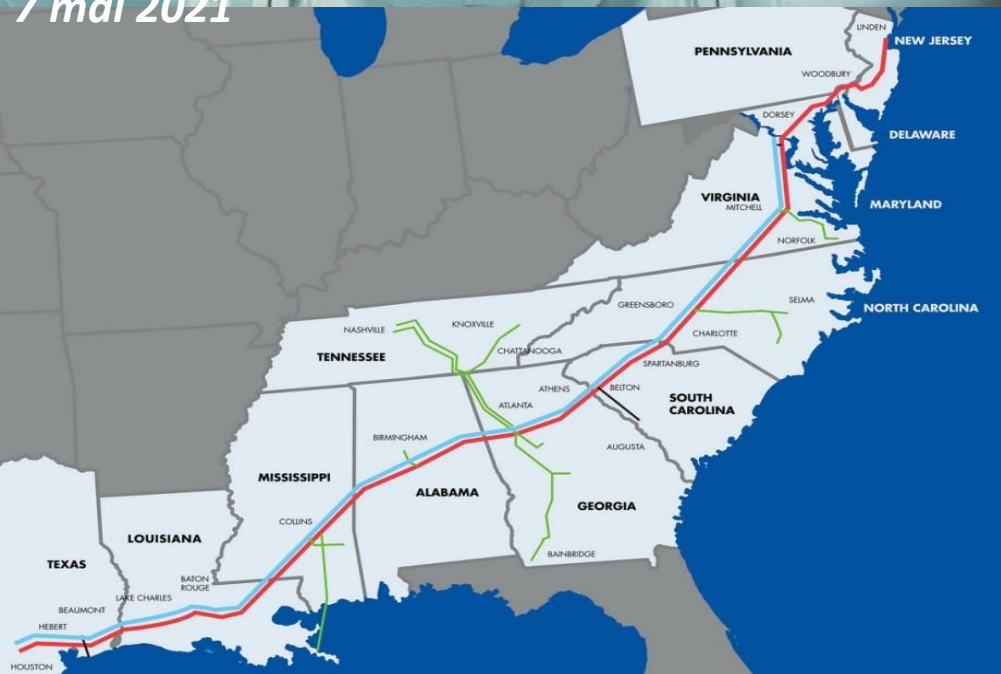 7 mai 2021
LINDEN
NEW JERSEY
PENNSYLVANIA
WOODBURY
DORSEY
DELAWARE
VIRGINIA
MITCHELL
MARYLAND
NORFOLK
GREENSBORO
SELMA
NORTH CAROLINA
NASHVILLE
KNOXVILLE
CHARLOTTE
TENNESSEE
CHATTANOOGA
SPARTANBURG
ATHENS
BELTON
SOUTH
CAROLINA
ATLANTA
BIRMINGHAM
AUGUSTA
MISSISSIPPI
ALABAMA
GEORGIA
COLLINS
LOUISIANA
BAINBRIDGE
TEXAS
BATON
ROUGE
LAKE CHARLES
BEAUMONT
HEBERT
HOUSTON